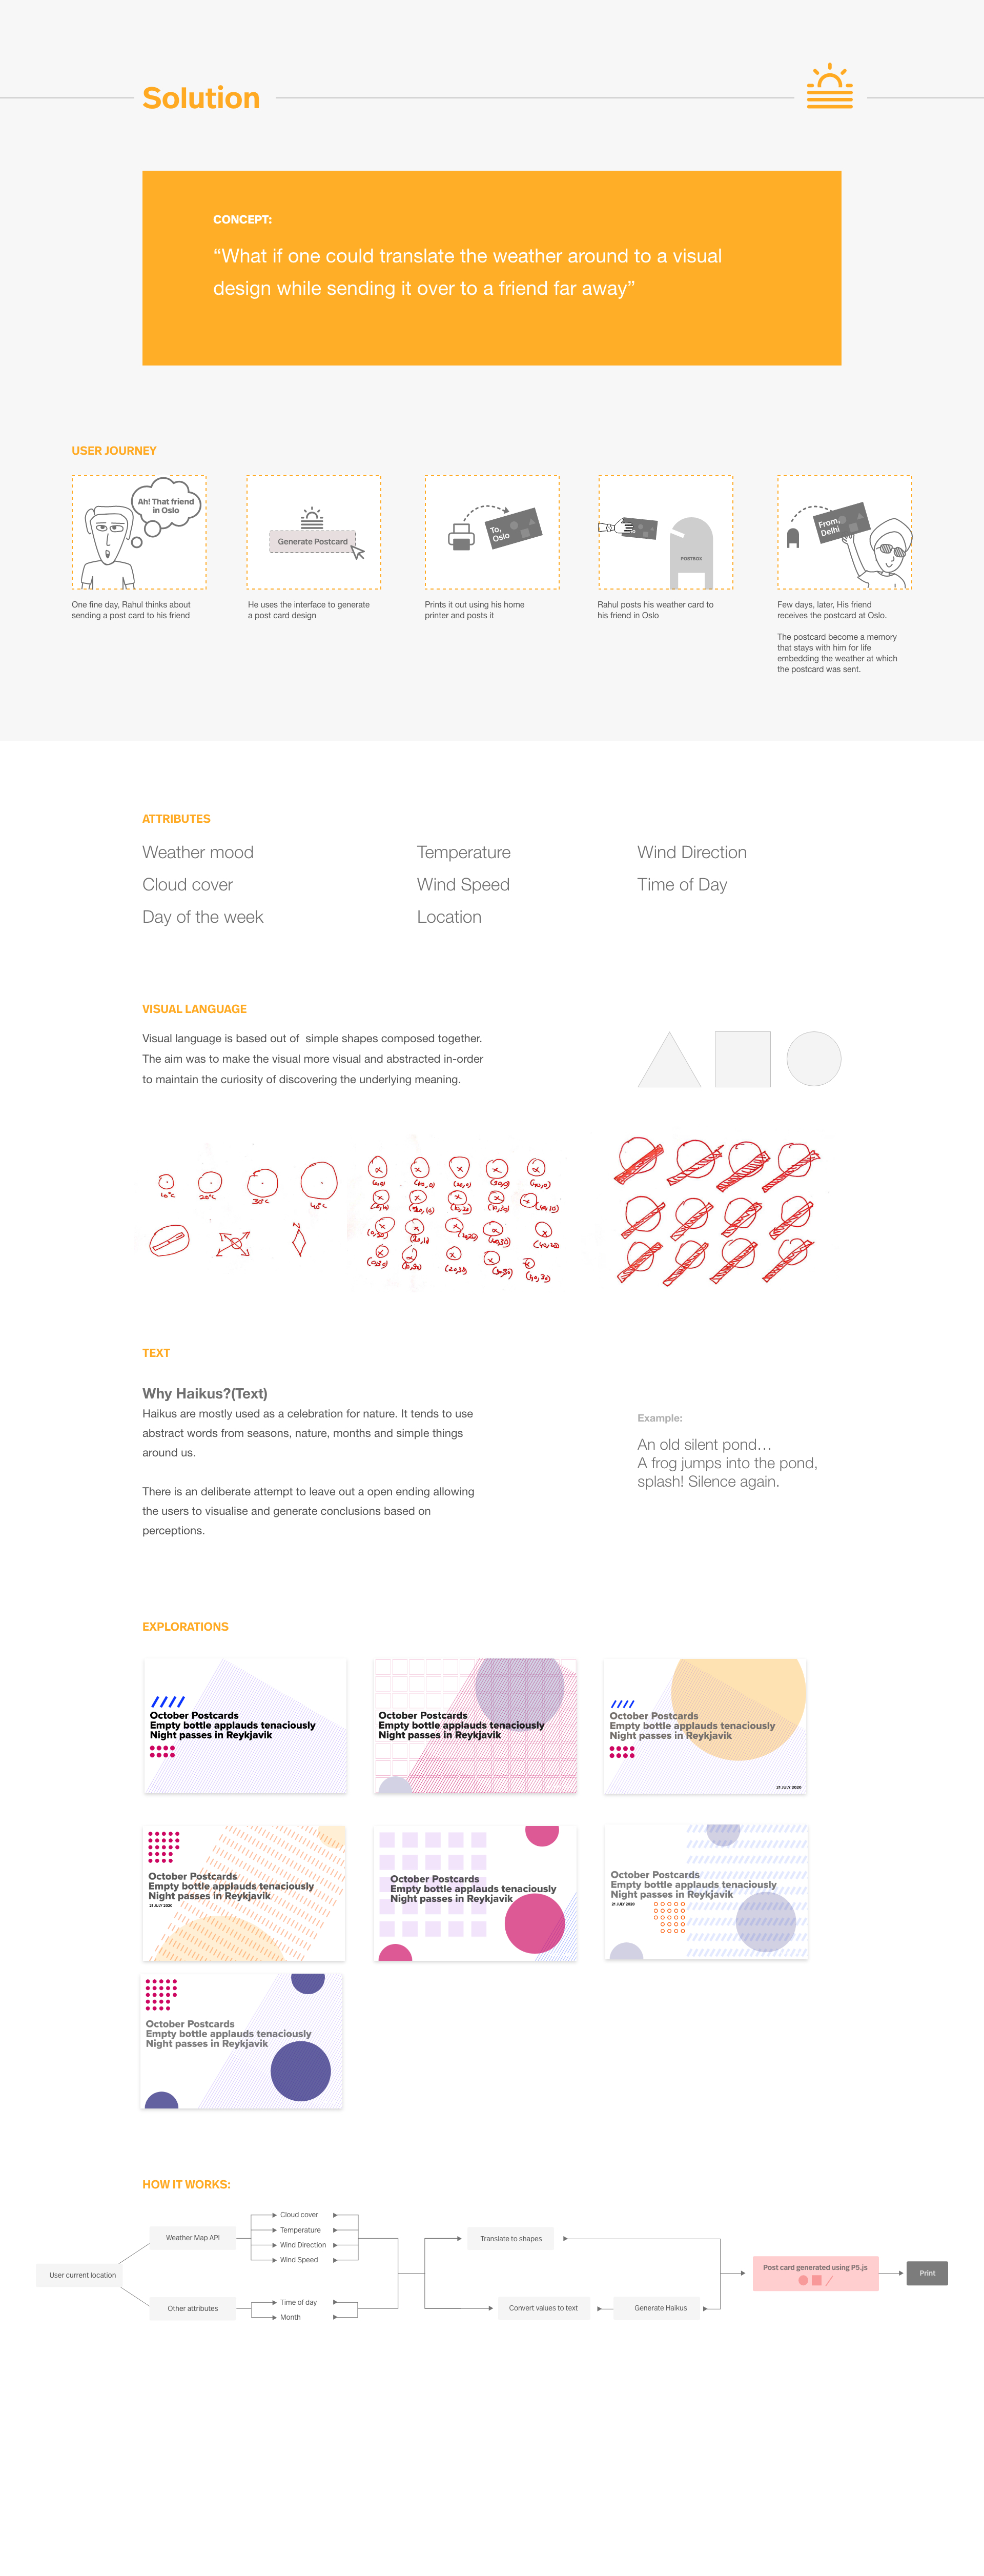 Solution
CONCEPT:
“What if one could translate the weather around to a visual
design while sending it over to a friend far away”
USER JOURNEY
Ah! That friend
in Oslo
One fine day, Rahul thinks about
sending a post card to his friend
Generate Postcard
He uses the interface to generate
a post card design
To,
Oslo
Prints it out using his home
printer and posts it
POSTBOX
Rahul posts his weather card to
his friend in Oslo
From,
Delhi
Few days, later, His friend
receives the postcard at Oslo.
The postcard become a memory
that stays with him for life
embedding the weather at which
the postcard was sent.
ATTRIBUTES
Weather mood
Temperature
Wind Direction
Cloud cover
Wind Speed
Time of Day
Day of the week
Location
VISUAL LANGUAGE
Visual language is based out of  simple shapes composed together.
The aim was to make the visual more visual and abstracted in-order
to maintain the curiosity of discovering the underlying meaning.
10°C
20°C
30°C
40°C
N
TEXT
Why Haikus?(Text)
Haikus are mostly used as a celebration for nature. It tends to use
abstract words from seasons, nature, months and simple things
around us.
There is an deliberate attempt to leave out a open ending allowing
the users to visualise and generate conclusions based on
perceptions.
Example:
An old silent pond…
A frog jumps into the pond,
splash! Silence again.
EXPLORATIONS
October Postcards
Empty bottle applauds tenaciously
Night passes in Reykjavik
October Postcards
Empty bottle applauds tenaciously
Night passes in Reykjavik
October Postcards
Empty bottle applauds tenaciously
Night passes in Reykjavik
21 JULY 2020
October Postcards
Empty bottle applauds tenaciously
Night passes in Reykjavik
21 JULY 2020
October Postcards
Empty bottle applauds tenaciously
Night passes in Reykjavik
October Postcards
Empty bottle applauds tenaciously
Night passes in Reykjavik
21 JULY 2020
October Postcards
Empty bottle applauds tenaciously
Night passes in Reykjavik
HOW IT WORKS:
User current location
Weather Map API
Cloud cover
Temperature
Wind Direction
Wind Speed
Other attributes
Time of day
Month
Translate to shapes
Convert values to text
Generate Haikus
Post card generated using P5.js
Print